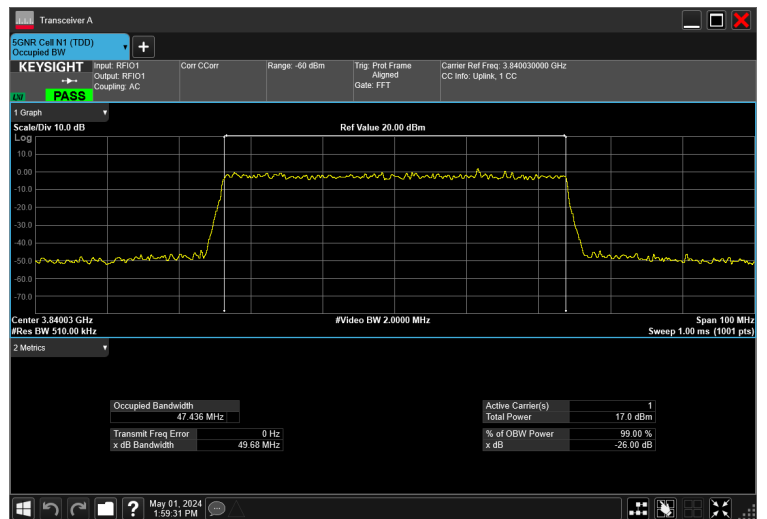 Transceiver A
5GNR Cell N1 (TDD)
Occupied BW
KEYSIGHT
LXI
PASS
Input: RFIO1
Output: RFIO1
Coupling: AC
Corr CCorr
Range: -60 dBm
Trig: Prot Frame
Aligned
Gate: FFT
Carrier Ref Freq: 3.840030000 GHz
CC Info: Uplink, 1 CC
1 Graph
Scale/Div 10.0 dB
Ref Value 20.00 dBm
Log
10.0
0.00
-10.0
-20.0
-30.0
-40.0
-50.0
-60.0
-70.0
Center 3.84003 GHz
#Video BW 2.0000 MHz
Span 100 MHz
#Res BW 510.00 kHz
Sweep 1.00 ms (1001 pts)
2 Metrics
Occupied Bandwidth
47.436 MHz
Transmit Freq Error 0 Hz
x dB Bandwidth 49.68 MHz
Active Carrier(s) 1
Total Power 17.0 dBm
% of OBW Power 99.00 %
x dB -26.00 dB
May 01, 2024
1:59:31 PM